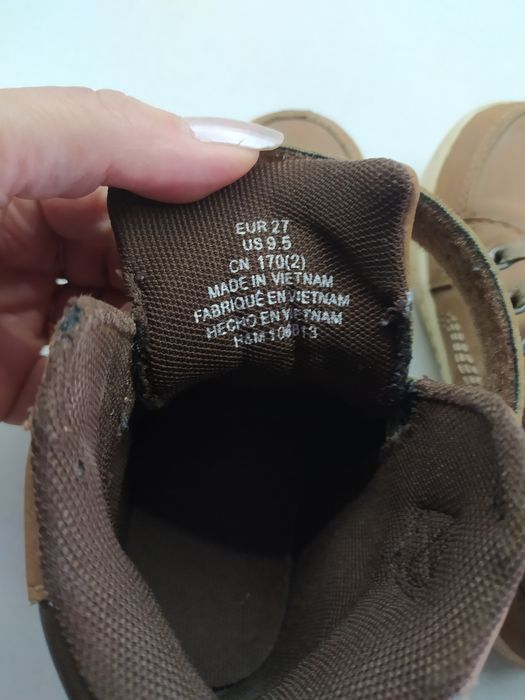 EUR 27
US 9.5
CN 170(2)
MADE IN VIETNAM
FABRIQUÉ EN VIETNAM
HECHO EN VIETNAM
H&M